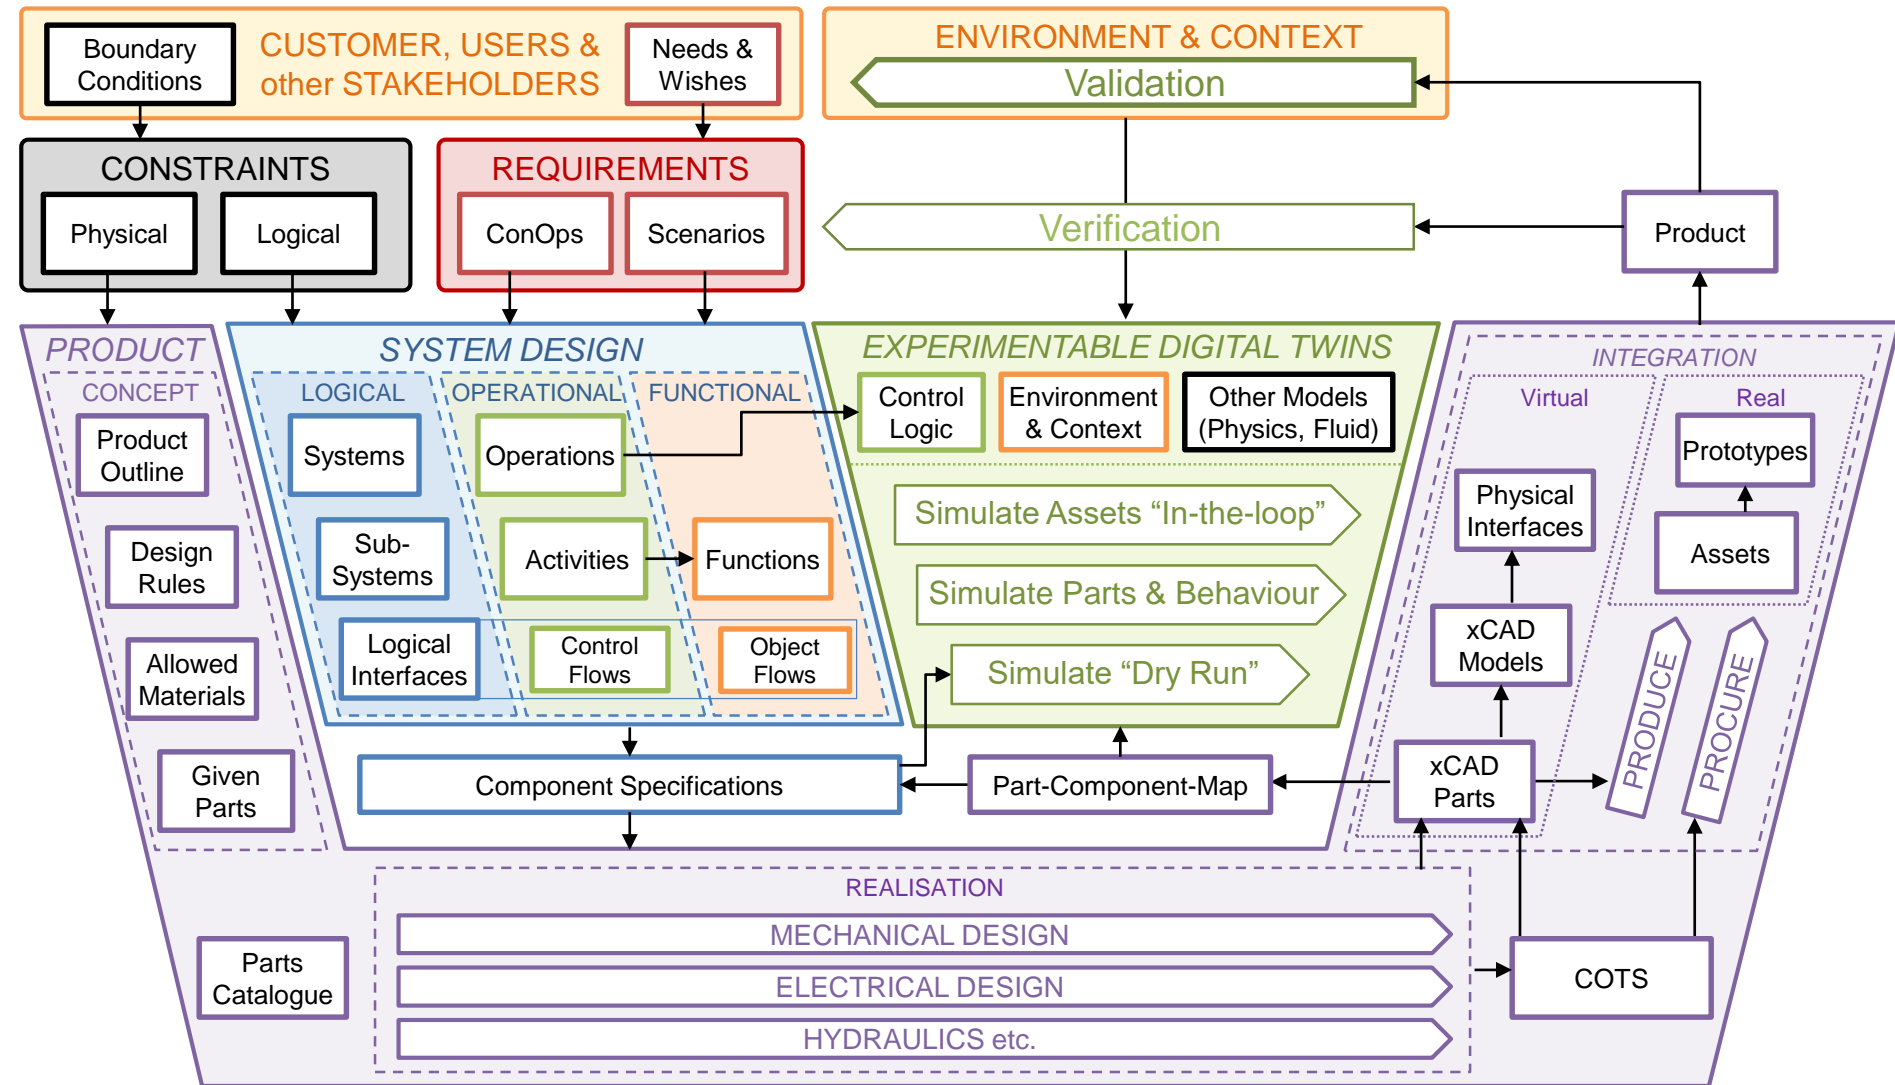 Boundary
Conditions
CUSTOMER, USERS &
other STAKEHOLDERS
Needs &
Wishes
ENVIRONMENT & CONTEXT
Validation
CONSTRAINTS
Physical
Logical
REQUIREMENTS
ConOps
Scenarios
Verification
Product
PRODUCT
CONCEPT
Product
Outline
Design
Rules
Allowed
Materials
Given
Parts
Parts
Catalogue
SYSTEM DESIGN
LOGICAL
OPERATIONAL
FUNCTIONAL
Systems
Operations
Sub-
Systems
Activities
Functions
Logical
Interfaces
Control
Flows
Object
Flows
Component Specifications
EXPERIMENTABLE DIGITAL TWINS
Control
Logic
Environment
& Context
Other Models
(Physics, Fluid)
Simulate Assets “In-the-loop”
Simulate Parts & Behaviour
Simulate “Dry Run”
Part-Component-Map
INTEGRATION
Virtual
Real
Physical
Interfaces
xCAD
Models
xCAD
Parts
Prototypes
Assets
PRODUCE
PROCURE
REALISATION
MECHANICAL DESIGN
ELECTRICAL DESIGN
HYDRAULICS etc.
COTS